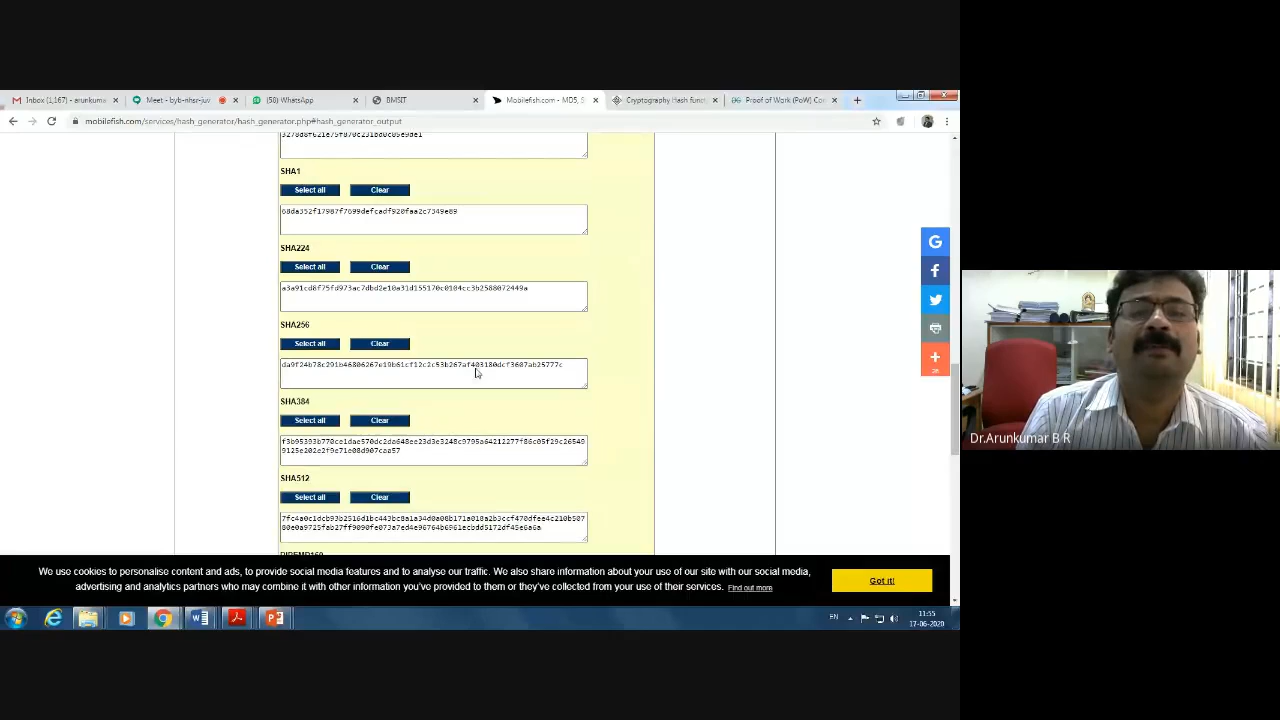 Inbox (1,167) - arunkuma
Meet - byb-nhsr-juv
(50) WhatsApp
BMSIT
Mobilefish.com - MD5, S
Cryptography Hash funct
Proof of Work (PoW) Con
mobilefish.com/services/hash_generator/hash_generator.php#hash_generator_output
SHA1
Select all Clear
68da352f17987f7699defcadf920faa2c7349e89
SHA224
Select all Clear
a3a91cd8f75fd973ac7dbd2e10a31d155170c0104cc3b2588072449a
SHA256
Select all Clear
da9f24b78c291b46806267e19b61cf12c2c53b267af403180dcf3607ab25777c
SHA384
Select all Clear
SHA512
Select all Clear
We use cookies to personalise content and ads, to provide social media features and to analyse our traffic. We also share information about your use of our site with our social media,
advertising and analytics partners who may combine it with other information you've provided to them or they've collected from your use of their services. Find out more
Got it!
EN
11:55
17-06-2020
Dr.Arunkumar B R